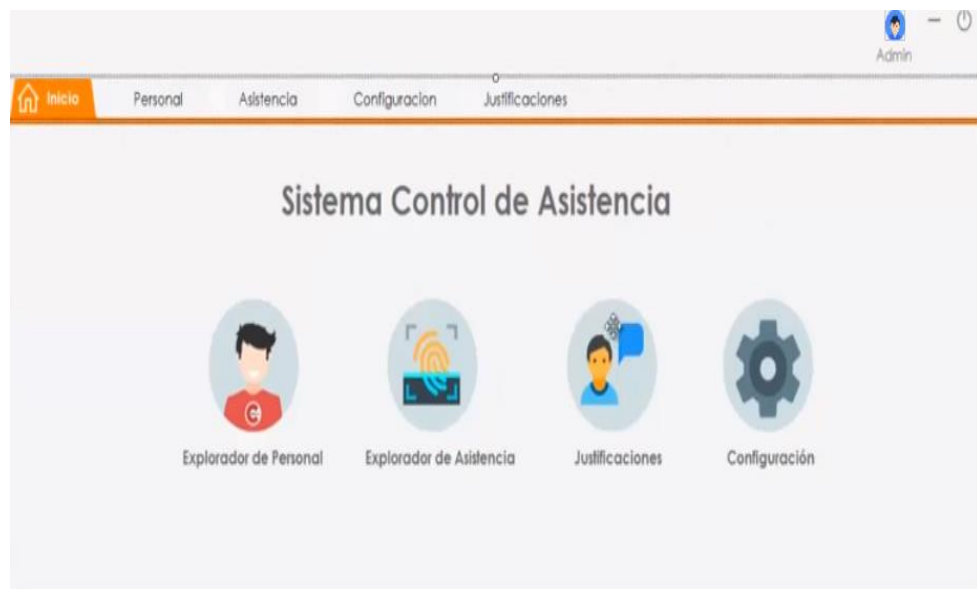 Admin
Inicio Personal Asistencia Configuracion Justificaciones
Sistema Control de Asistencia
Explorador de Personal Explorador de Asistencia Justificaciones Configuración